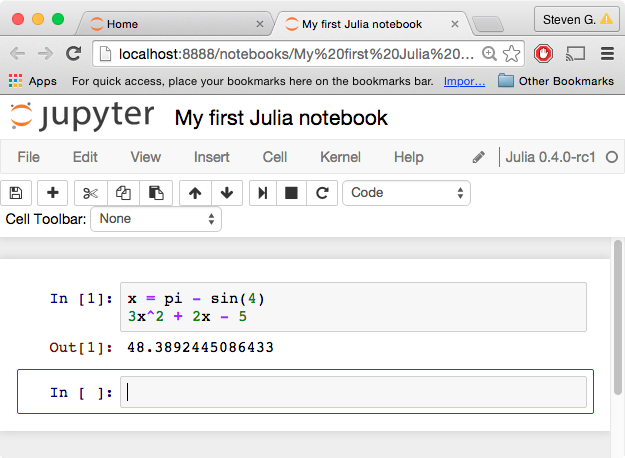 Home
My first Julia notebook
Steven G.
localhost:8888/notebooks/My%20first%20Julia%20...
Apps For quick access, place your bookmarks here on the bookmarks bar. Impor... Other Bookmarks
jupyter My first Julia notebook
File Edit View Insert Cell Kernel Help Julia 0.4.0-rc1
Code
Cell Toolbar: None
In [1]: x = pi - sin(4)
3x^2 + 2x - 5
Out[1]: 48.3892445086433
In [ ]: